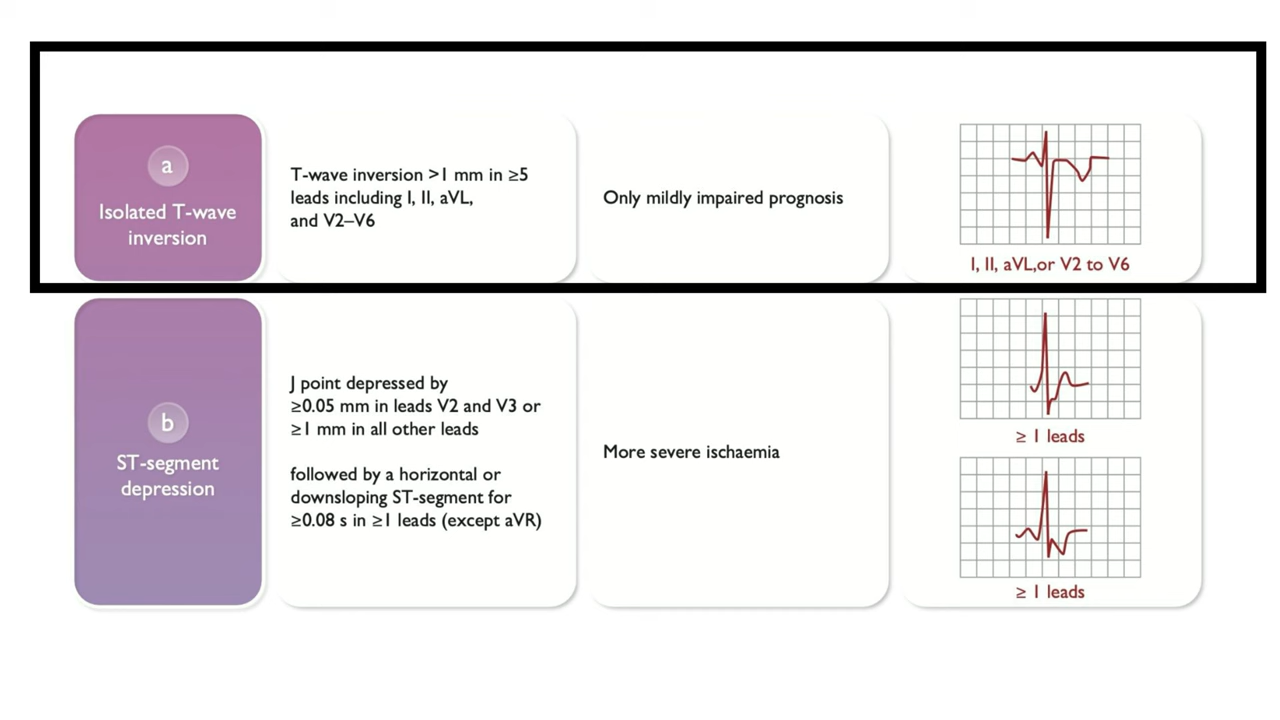 a
Isolated T-wave
inversion
T-wave inversion >1 mm in ≥5
leads including I, II, aVL,
and V2–V6
Only mildly impaired prognosis
I, II, aVL,or V2 to V6
b
ST-segment
depression
J point depressed by
≥0.05 mm in leads V2 and V3 or
≥1 mm in all other leads
followed by a horizontal or
downsloping ST-segment for
≥0.08 s in ≥1 leads (except aVR)
More severe ischaemia
≥ 1 leads
≥ 1 leads